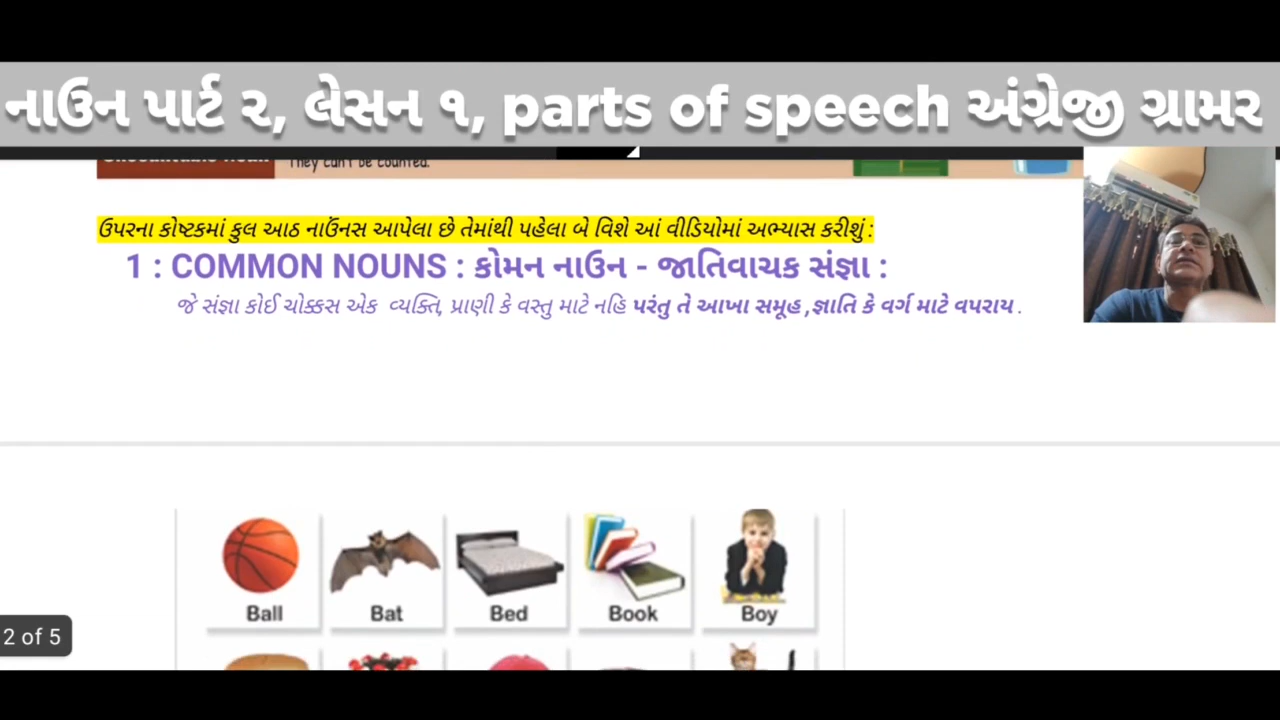 નાઉન પાર્ટ ૨, લેસન ૧, parts of speech અંગ્રેજી ગ્રામર
They can't be counted.
ઉપરના કોષ્ટકમાં કુલ આઠ નાઉંનસ આપેલા છે તેમાંથી પહેલા બે વિશે આં વીડિયોમાં અભ્યાસ કરીશું :
1 : COMMON NOUNS : કોમન નાઉન - જાતિવાચક સંજ્ઞા :
જે સંજ્ઞા કોઈ ચોક્કસ એક વ્યક્તિ, પ્રાણી કે વસ્તુ માટે નહિ પરંતુ તે આખા સમૂહ ,જ્ઞાતિ કે વર્ગ માટે વપરાય .
Ball Bat Bed Book Boy
2 of 5